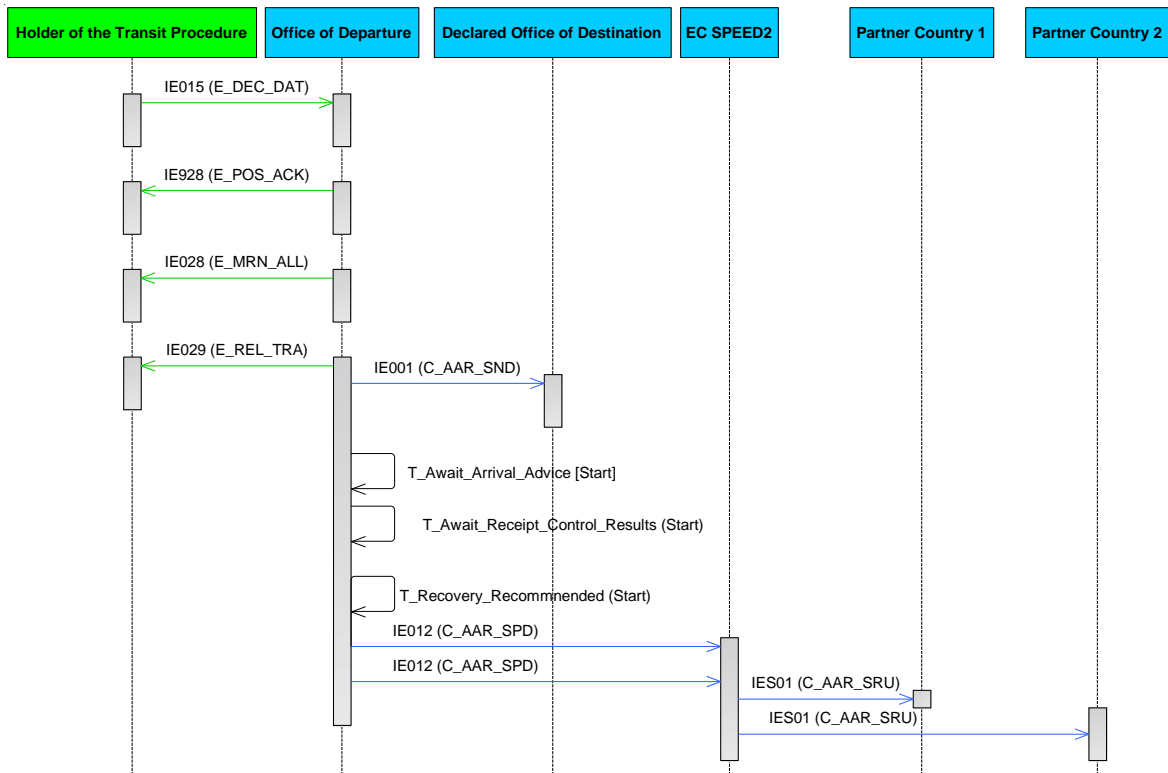 Holder of the Transit Procedure
Office of Departure
Declared Office of Destination
EC SPEED2
Partner Country 1
Partner Country 2
IE015 (E_DEC_DAT)
IE928 (E_POS_ACK)
IE028 (E_MRN_ALL)
IE029 (E_REL_TRA)
IE001 (C_AAR_SND)
T_Await_Arrival_Advice [Start]
T_Await_Receipt_Control_Results (Start)
T_Recovery_Recommnended (Start)
IE012 (C_AAR_SPD)
IE012 (C_AAR_SPD)
IES01 (C_AAR_SRU)
IES01 (C_AAR_SRU)